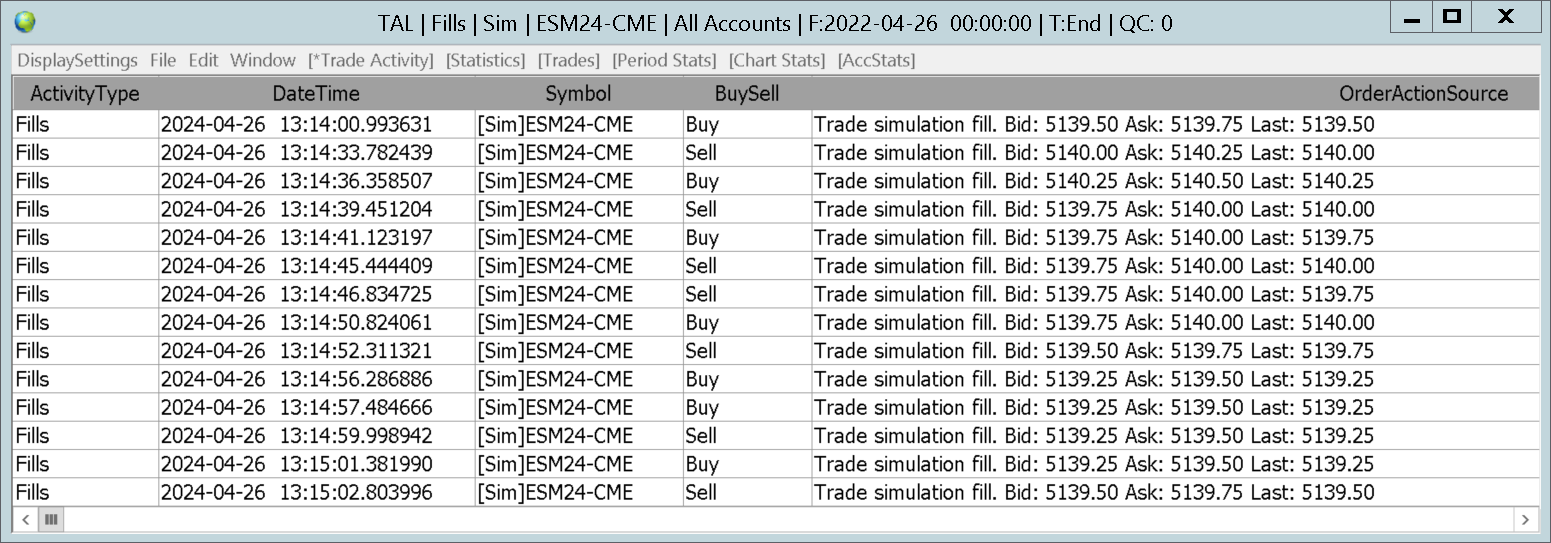 TAL | Fills | Sim | ESM24-CME | All Accounts | F:2022-04-26  00:00:00 | T:End | QC: 0
DisplaySettings File Edit Window [*Trade Activity] [Statistics] [Trades] [Period Stats] [Chart Stats] [AccStats]
ActivityType DateTime Symbol BuySell OrderActionSource
Fills 2024-04-26  13:14:00.993631 [Sim]ESM24-CME Buy Trade simulation fill. Bid: 5139.50 Ask: 5139.75 Last: 5139.50
Fills 2024-04-26  13:14:33.782439 [Sim]ESM24-CME Sell Trade simulation fill. Bid: 5140.00 Ask: 5140.25 Last: 5140.00
Fills 2024-04-26  13:14:36.358507 [Sim]ESM24-CME Buy Trade simulation fill. Bid: 5140.25 Ask: 5140.50 Last: 5140.25
Fills 2024-04-26  13:14:39.451204 [Sim]ESM24-CME Sell Trade simulation fill. Bid: 5139.75 Ask: 5140.00 Last: 5140.00
Fills 2024-04-26  13:14:41.123197 [Sim]ESM24-CME Buy Trade simulation fill. Bid: 5139.75 Ask: 5140.00 Last: 5139.75
Fills 2024-04-26  13:14:45.444409 [Sim]ESM24-CME Sell Trade simulation fill. Bid: 5139.75 Ask: 5140.00 Last: 5140.00
Fills 2024-04-26  13:14:46.834725 [Sim]ESM24-CME Sell Trade simulation fill. Bid: 5139.75 Ask: 5140.00 Last: 5139.75
Fills 2024-04-26  13:14:50.824061 [Sim]ESM24-CME Buy Trade simulation fill. Bid: 5139.75 Ask: 5140.00 Last: 5140.00
Fills 2024-04-26  13:14:52.311321 [Sim]ESM24-CME Sell Trade simulation fill. Bid: 5139.50 Ask: 5139.75 Last: 5139.75
Fills 2024-04-26  13:14:56.286886 [Sim]ESM24-CME Buy Trade simulation fill. Bid: 5139.25 Ask: 5139.50 Last: 5139.25
Fills 2024-04-26  13:14:57.484666 [Sim]ESM24-CME Buy Trade simulation fill. Bid: 5139.25 Ask: 5139.50 Last: 5139.25
Fills 2024-04-26  13:14:59.998942 [Sim]ESM24-CME Sell Trade simulation fill. Bid: 5139.25 Ask: 5139.50 Last: 5139.25
Fills 2024-04-26  13:15:01.381990 [Sim]ESM24-CME Buy Trade simulation fill. Bid: 5139.25 Ask: 5139.50 Last: 5139.25
Fills 2024-04-26  13:15:02.803996 [Sim]ESM24-CME Sell Trade simulation fill. Bid: 5139.50 Ask: 5139.75 Last: 5139.50